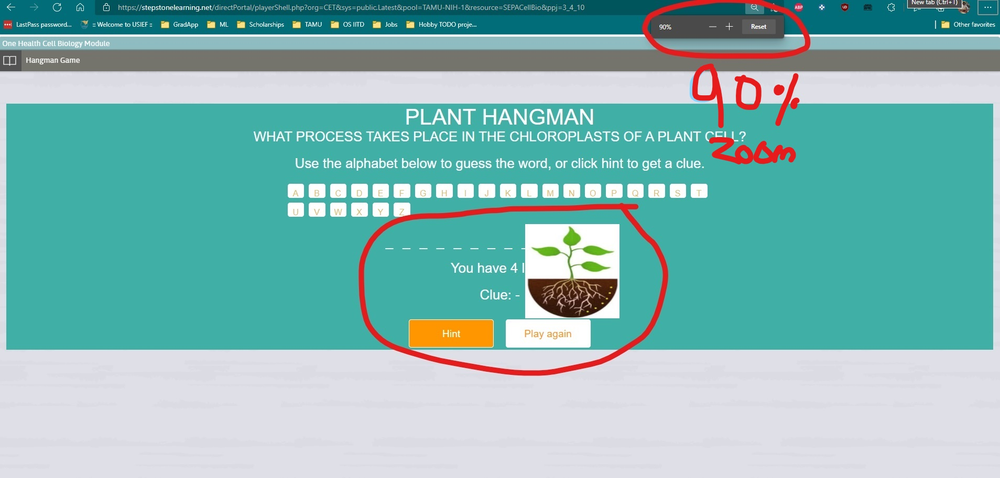 New tab (Ctrl+T)
https://stepstonelearning.net/directPortal/playerShell.php?org=CET&sys=public.Latest&pool=TAMU-NIH-1&resource=SEPACellBio&ppj=3_4_10
ABP
LastPass password...
:: Welcome to USIEF ::
GradApp
ML
Scholarships
TAMU
OS IITD
Jobs
Hobby TODO proje...
90%
Reset
Other favorites
One Health Cell Biology Module
Hangman Game
90%
zoom
PLANT HANGMAN
WHAT PROCESS TAKES PLACE IN THE CHLOROPLASTS OF A PLANT CELL?
Use the alphabet below to guess the word, or click hint to get a clue.
A B C D E F G H I J K L M N O P Q R S T
U V W X Y Z
_ _ _ _ _ _ _ _ _
You have 4 l
Clue: -
Hint
Play again